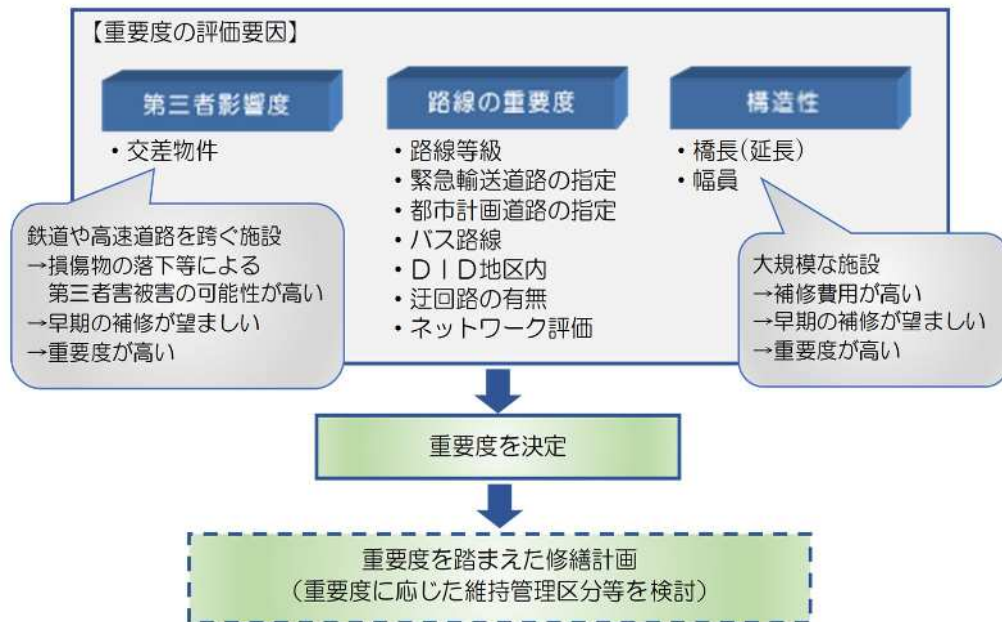 【重要度の評価要因】
第三者影響度
・交差物件
鉄道や高速道路を跨ぐ施設
→損傷物の落下等による
第三者害被害の可能性が高い
→早期の補修が望ましい
→重要度が高い
路線の重要度
・路線等級
・緊急輸送道路の指定
・都市計画道路の指定
・バス路線
・ＤＩＤ地区内
・迂回路の有無
・ネットワーク評価
構造性
・橋長(延長)
・幅員
大規模な施設
→補修費用が高い
→早期の補修が望ましい
→重要度が高い
重要度を決定
重要度を踏まえた修繕計画
（重要度に応じた維持管理区分等を検討）